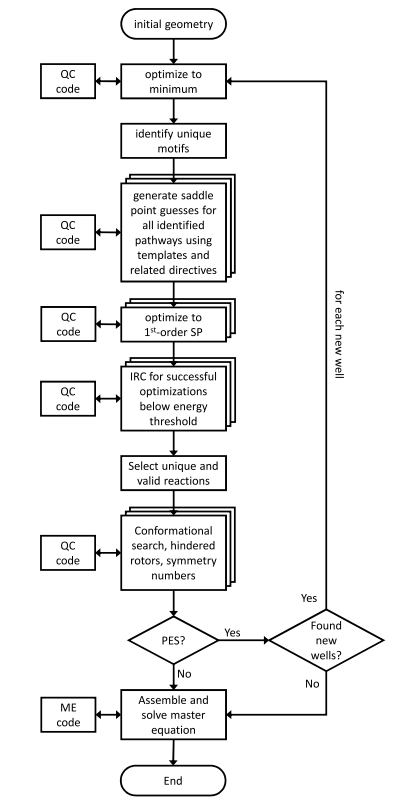 initial geometry
QC
code
optimize to
minimum
identify unique
motifs
QC
code
generate saddle
point guesses for
all identified
pathways using
templates and
related directives
QC
code
optimize to
1st-order SP
for each new well
QC
code
IRC for successful
optimizations
below energy
threshold
Select unique and
valid reactions
QC
code
Conformational
search, hindered
rotors, symmetry
numbers
Yes
PES?
Yes
Found
new
wells?
No
No
ME
code
Assemble and
solve master
equation
End